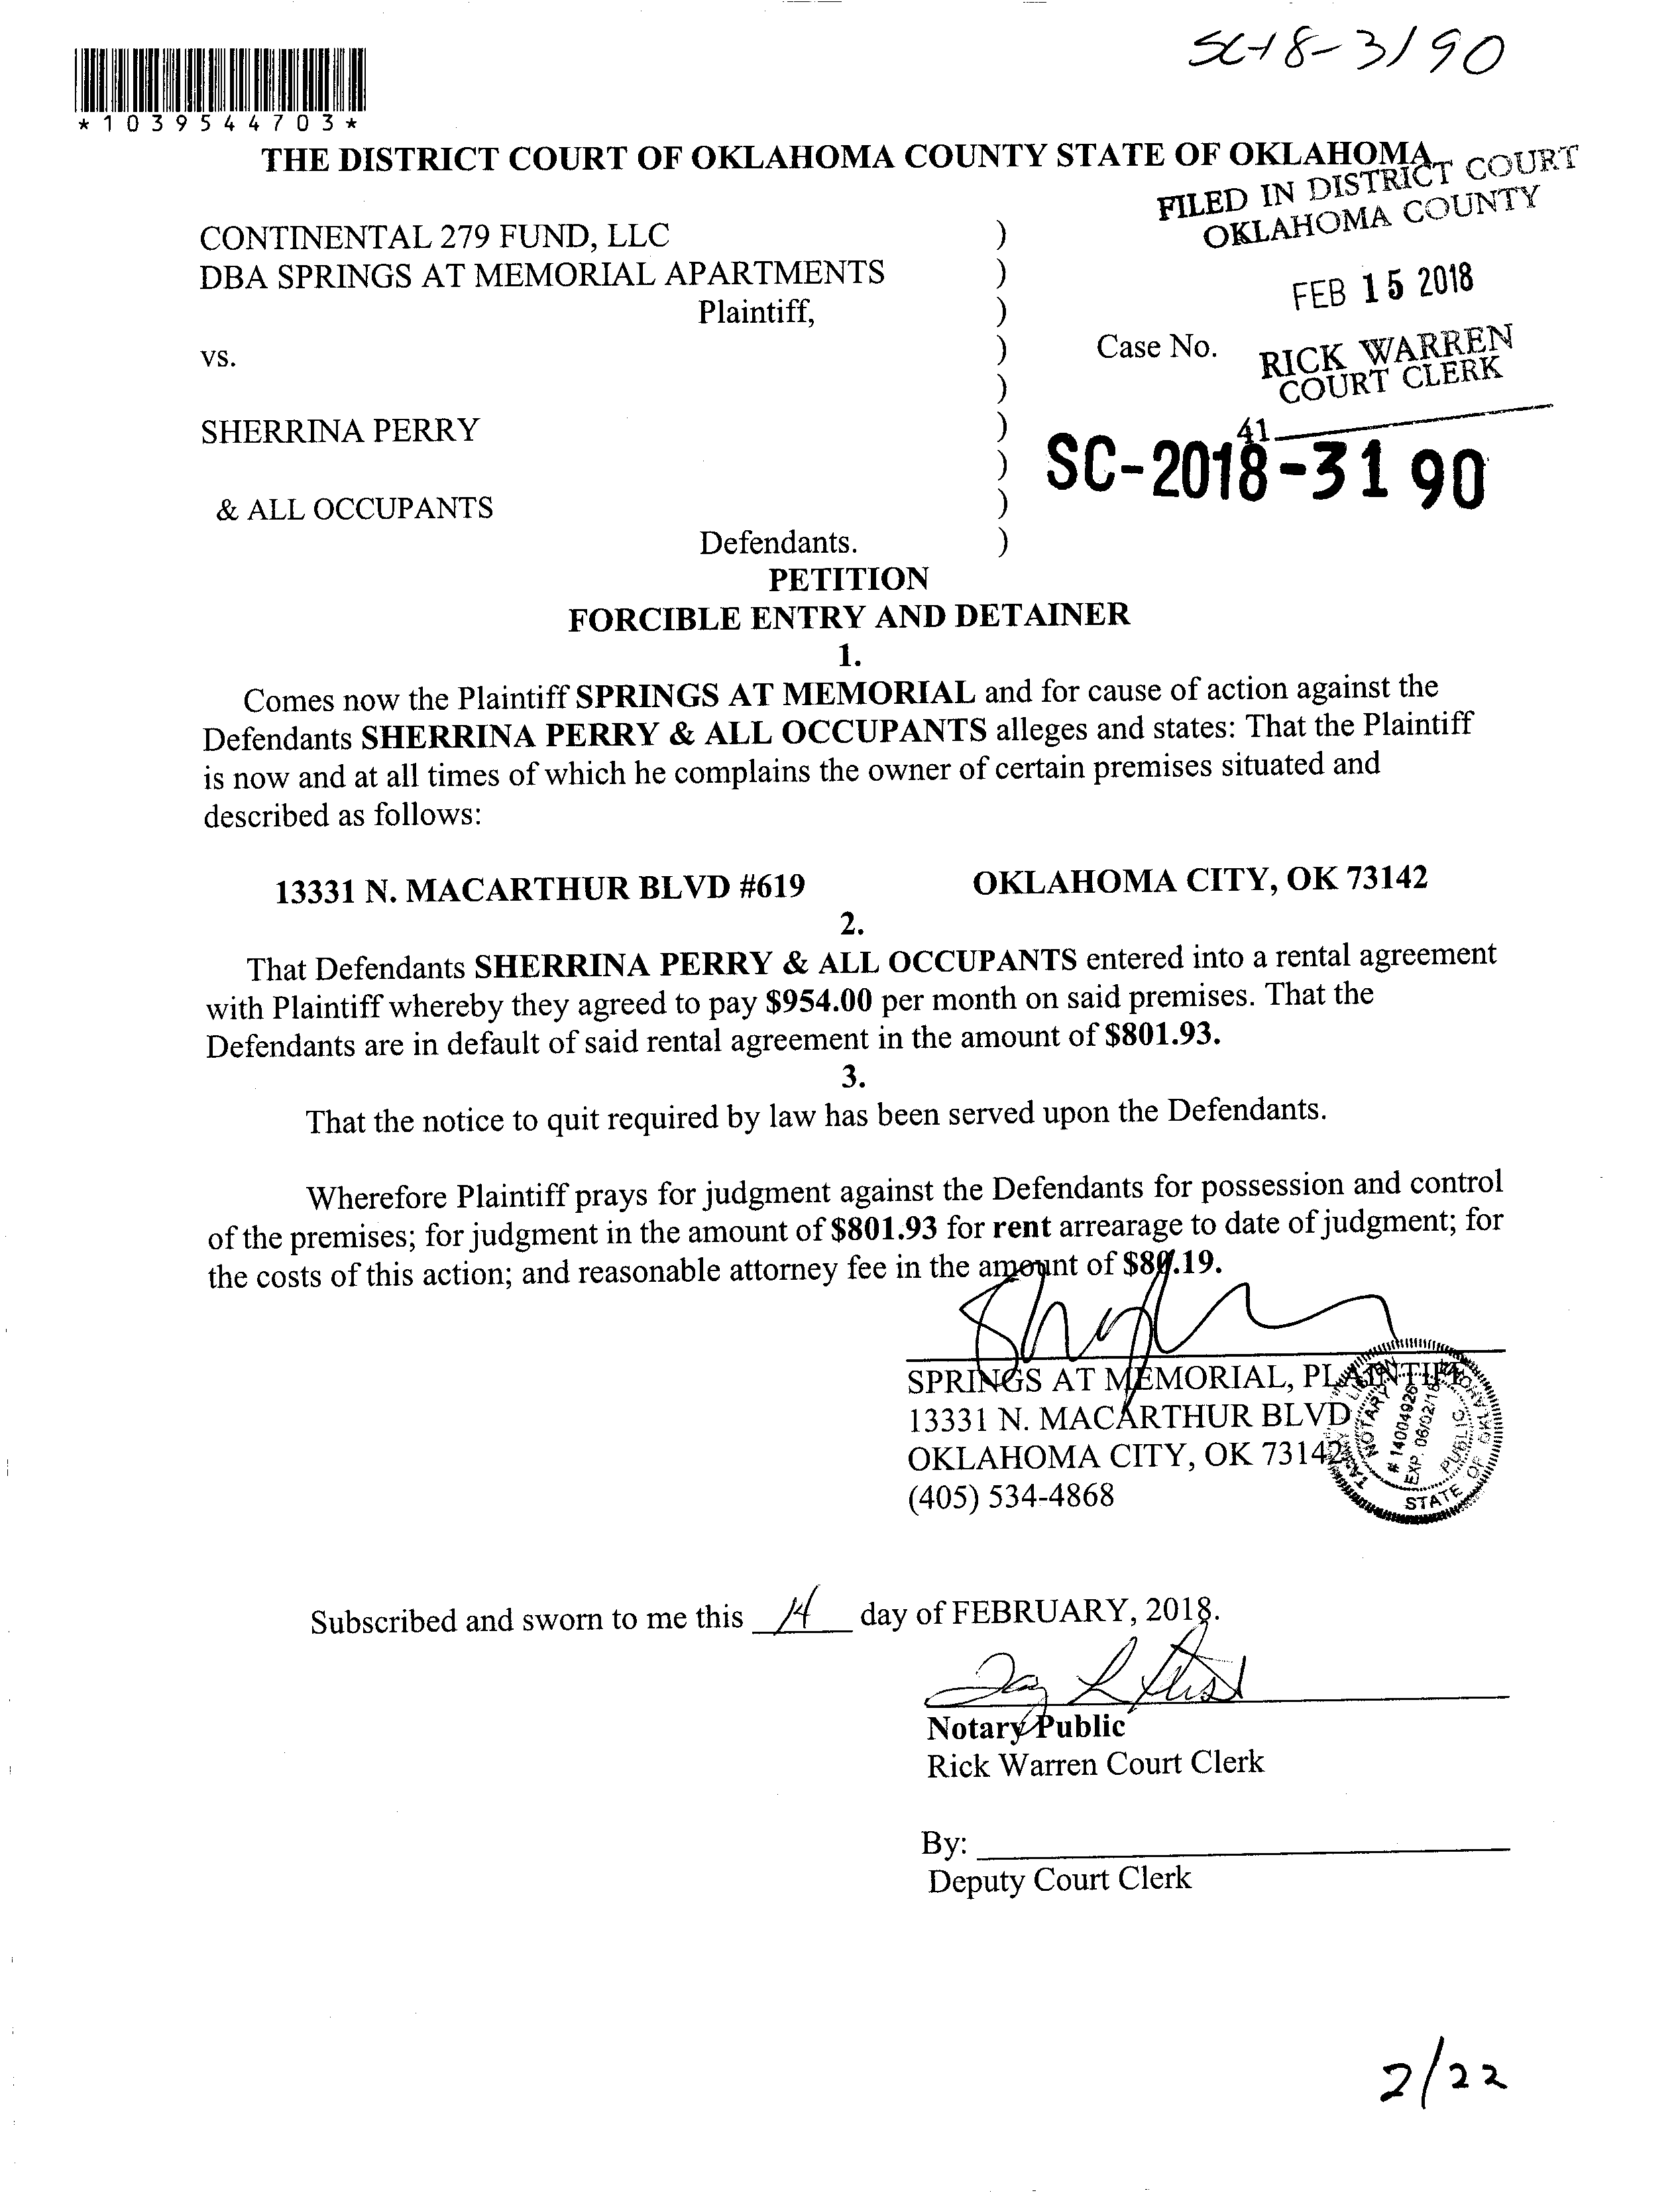 SC-18-3190
*1039544703*
THE DISTRICT COURT OF OKLAHOMA COUNTY STATE OF OKLAHOMA
FILED IN DISTRICT COURT
OKLAHOMA COUNTY
CONTINENTAL 279 FUND, LLC )
DBA SPRINGS AT MEMORIAL APARTMENTS )
FEB 15 2018
Plaintiff, )
vs. ) Case No.
RICK WARREN
COURT CLERK
)
SHERRINA PERRY )
41
) SC-2018-3190
& ALL OCCUPANTS )
Defendants. )
PETITION
FORCIBLE ENTRY AND DETAINER
1.
Comes now the Plaintiff SPRINGS AT MEMORIAL and for cause of action against the
Defendants SHERRINA PERRY & ALL OCCUPANTS alleges and states: That the Plaintiff
is now and at all times of which he complains the owner of certain premises situated and
described as follows:
13331 N. MACARTHUR BLVD #619 OKLAHOMA CITY, OK 73142
2.
That Defendants SHERRINA PERRY & ALL OCCUPANTS entered into a rental agreement
with Plaintiff whereby they agreed to pay $954.00 per month on said premises. That the
Defendants are in default of said rental agreement in the amount of $801.93.
3.
That the notice to quit required by law has been served upon the Defendants.
Wherefore Plaintiff prays for judgment against the Defendants for possession and control
of the premises; for judgment in the amount of $801.93 for rent arrearage to date of judgment; for
the costs of this action; and reasonable attorney fee in the amount of $80.19.
SPRINGS AT MEMORIAL, PLAINTIFF
13331 N. MACARTHUR BLVD
OKLAHOMA CITY, OK 73142
(405) 534-4868
NOTARY
# 14004926
EXP. 06/02/18
PUBLIC
STATE OF OKLAHOMA
Subscribed and sworn to me this 14 day of FEBRUARY, 2018.
Notary Public
Rick Warren Court Clerk
By:
Deputy Court Clerk
2/22